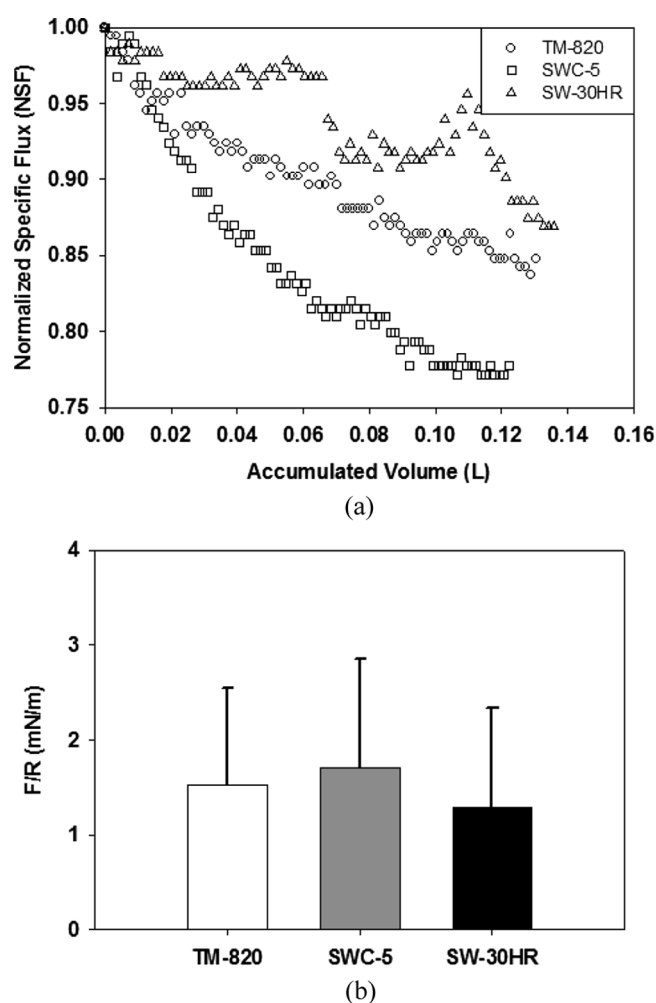 1.00
0.95
0.90
0.85
0.80
0.75
Normalized Specific Flux (NSF)
TM-820
SWC-5
SW-30HR
0.00 0.02 0.04 0.06 0.08 0.10 0.12 0.14 0.16
Accumulated Volume (L)
(a)
4
3
2
1
0
F/R (mN/m)
TM-820 SWC-5 SW-30HR
(b)